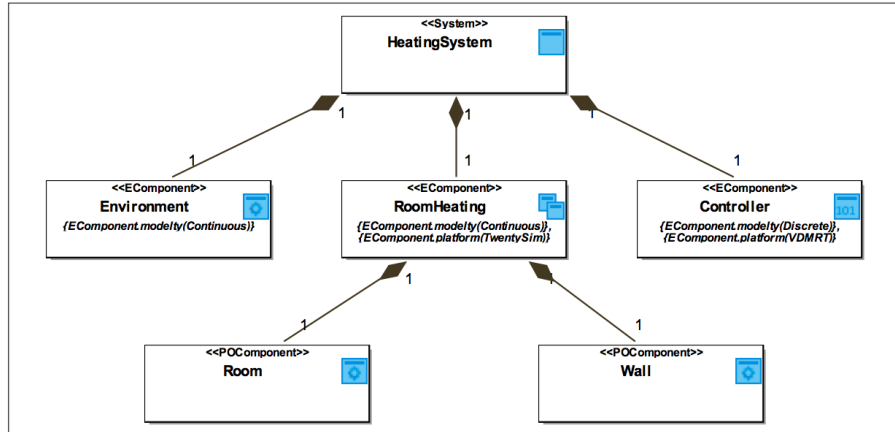 <<System>>
HeatingSystem
1
1
1
1
1
1
<<EComponent>>
Environment
{EComponent.modelty(Continuous)}
<<EComponent>>
RoomHeating
{EComponent.modelty(Continuous)},
{EComponent.platform(TwentySim)}
<<EComponent>>
Controller
101
{EComponent.modelty(Discrete)},
{EComponent.platform(VDMRT)}
1
1
1
1
<<POComponent>>
Room
<<POComponent>>
Wall